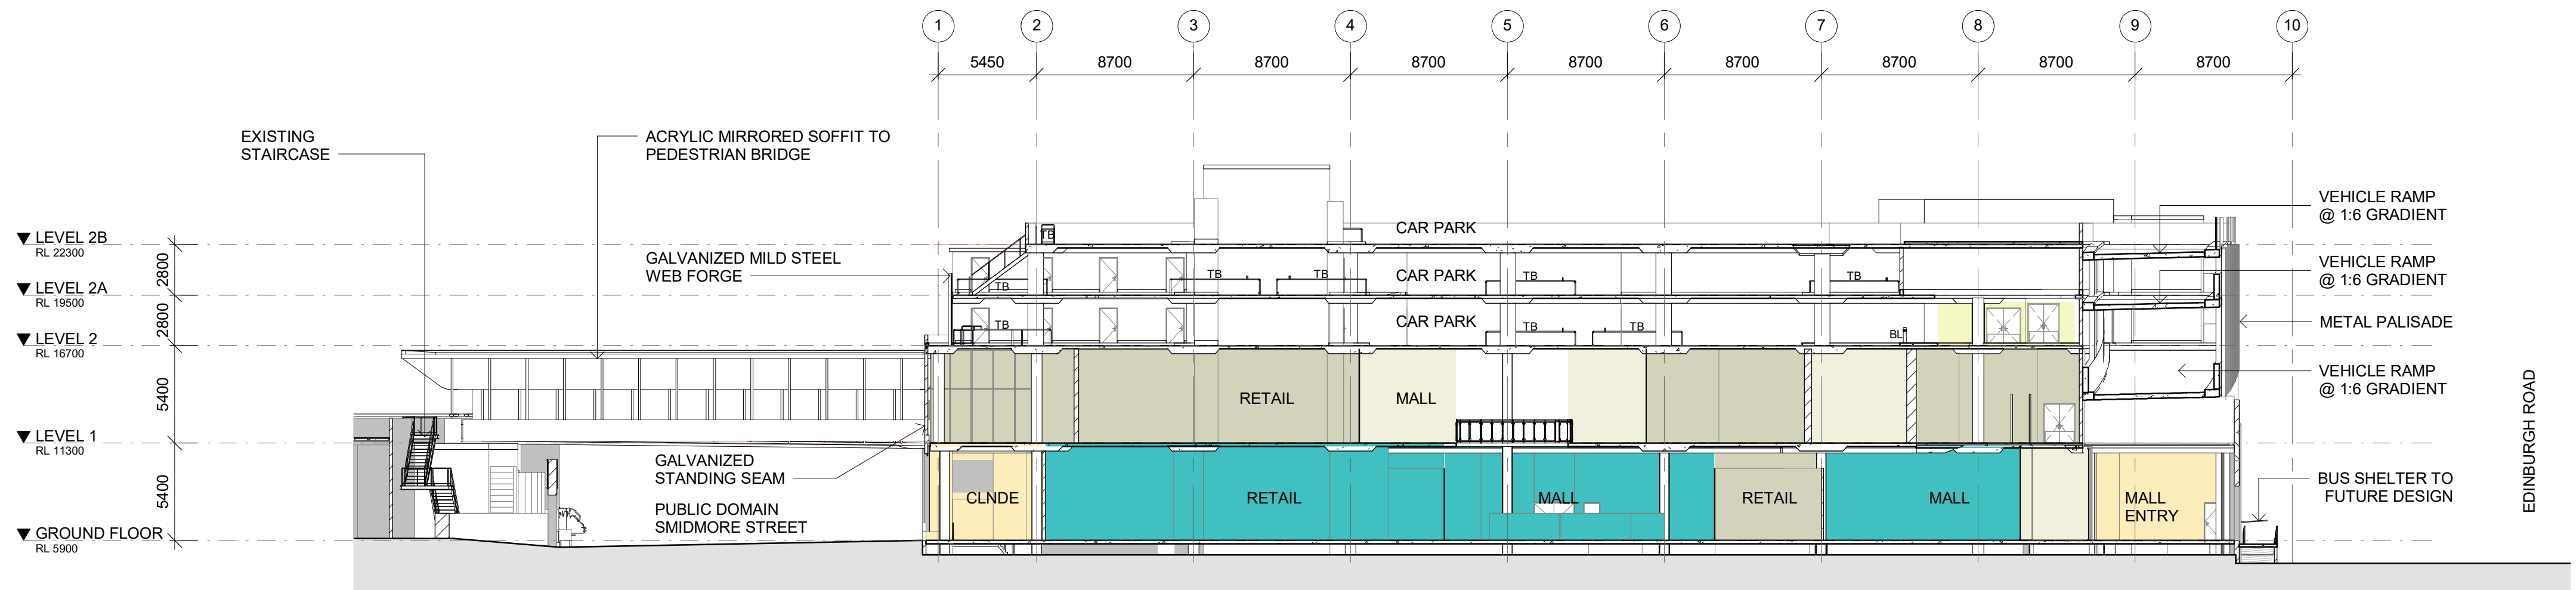 1 2 3 4 5 6 7 8 9 10
5450 8700 8700 8700 8700 8700 8700 8700 8700
EXISTING
STAIRCASE
ACRYLIC MIRRORED SOFFIT TO
PEDESTRIAN BRIDGE
VEHICLE RAMP
@ 1:6 GRADIENT
LEVEL 2B
RL 22300
CAR PARK
TB
2800
GALVANIZED MILD STEEL
WEB FORGE
VEHICLE RAMP
@ 1:6 GRADIENT
LEVEL 2A
RL 19500
TB TB TB CAR PARK TB TB
2800
METAL PALISADE
LEVEL 2
RL 16700
TB CAR PARK TB TB BL
5400
RETAIL MALL
VEHICLE RAMP
@ 1:6 GRADIENT
EDINBURGH ROAD
LEVEL 1
RL 11300
GALVANIZED
STANDING SEAM
5400
PUBLIC DOMAIN
SMIDMORE STREET
CLNDE RETAIL MALL RETAIL MALL
MALL
ENTRY
BUS SHELTER TO
FUTURE DESIGN
GROUND FLOOR
RL 5900